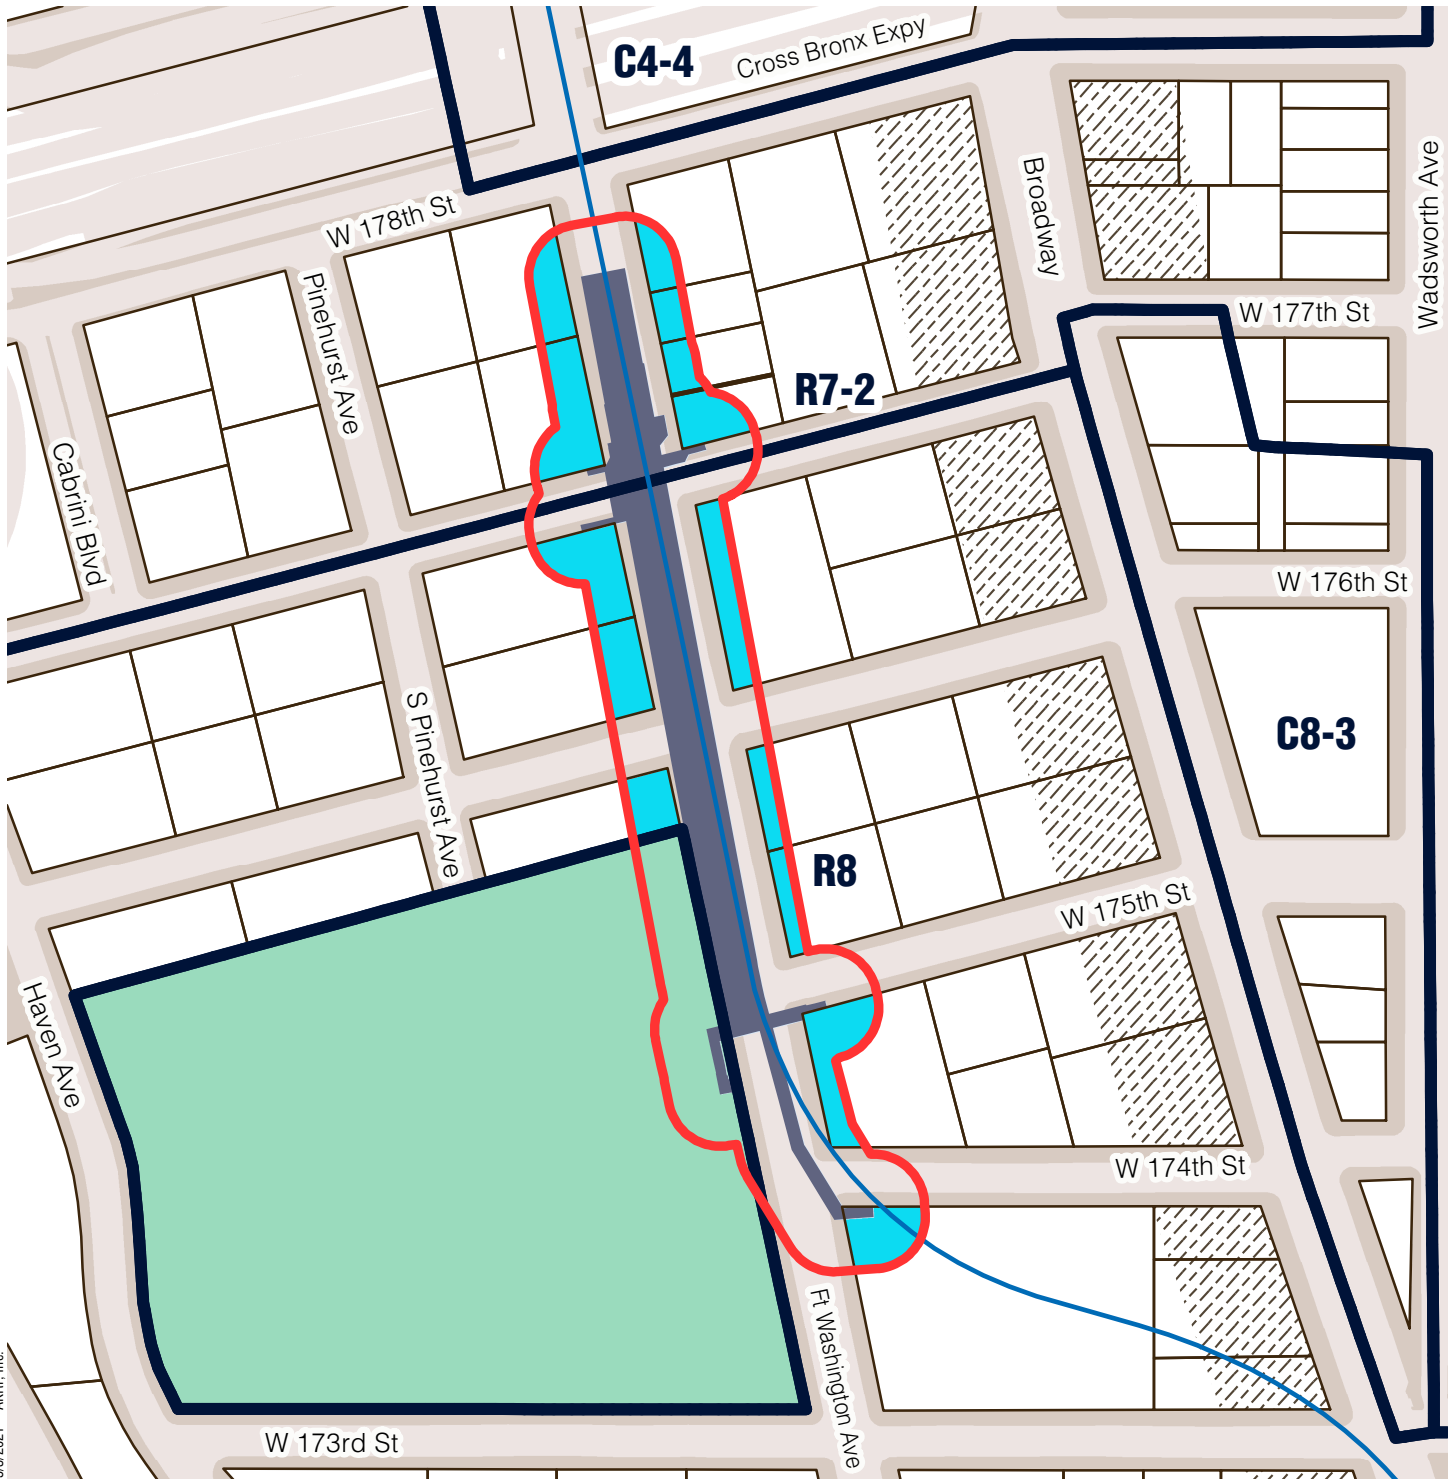 C4-4
Cross Bronx Expy
W 178th St
Broadway
Wadsworth Ave
Pinehurst Ave
W 177th St
R7-2
Cabrini Blvd
W 176th St
S Pinehurst Ave
C8-3
R8
W 175th St
Haven Ave
W 174th St
Ft Washington Ave
W 173rd St